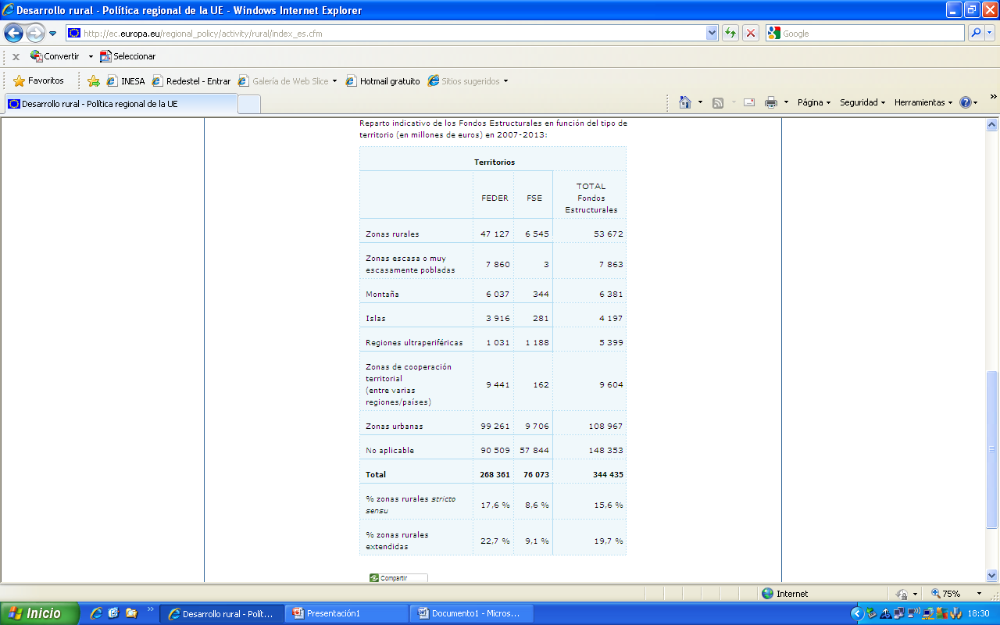 Desarrollo rural - Política regional de la UE - Windows Internet Explorer
http://ec.europa.eu/regional_policy/activity/rural/index_es.cfm
Google
Convertir Seleccionar
Favoritos INESA Redestel - Entrar Galería de Web Slice Hotmail gratuito Sitios sugeridos
Desarrollo rural - Política regional de la UE Página Seguridad Herramientas »
Reparto indicativo de los Fondos Estructurales en función del tipo de
territorio (en millones de euros) en 2007-2013:
Territorios
FEDER FSE TOTAL Fondos Estructurales
Zonas rurales 47 127 6 545 53 672
Zonas escasa o muy
escasamente pobladas 7 860 3 7 863
Montaña 6 037 344 6 381
Islas 3 916 281 4 197
Regiones ultraperiféricas 1 031 1 188 5 399
Zonas de cooperación
territorial
(entre varias
regiones/países) 9 441 162 9 604
Zonas urbanas 99 261 9 706 108 967
No aplicable 90 509 57 844 148 353
Total 268 361 76 073 344 435
% zonas rurales stricto
sensu 17,6 % 8,6 % 15,6 %
% zonas rurales
extendidas 22,7 % 9,1 % 19,7 %
Compartir
Internet 75%
Inicio » Desarrollo rural - Polít... Presentación1 Documento1 - Micros... 18:30